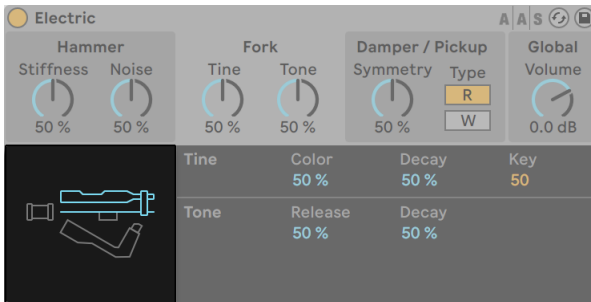 Electric
A A S
Hammer
Fork
Damper / Pickup
Global
Stiffness Noise
Tine Tone
Symmetry Type
Volume
R
W
50 % 50 %
50 % 50 %
50 %
0.0 dB
Tine Color Decay Key
50 % 50 % 50
Tone Release Decay
50 % 50 %